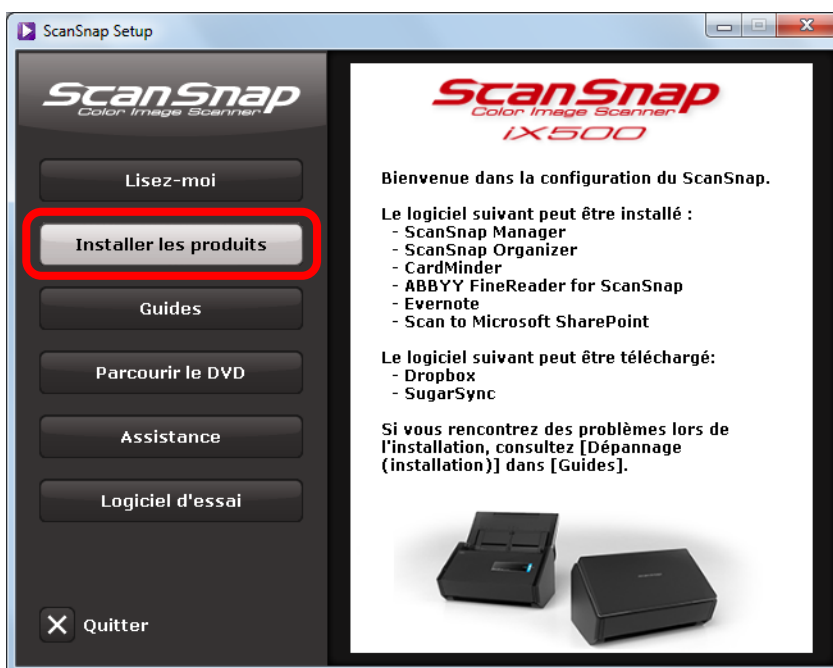 ScanSnap Setup
ScanSnap
Color Image Scanner
Lisez-moi
Installer les produits
Guides
Parcourir le DVD
Assistance
Logiciel d'essai
Quitter
ScanSnap
Color Image Scanner
iX500
Bienvenue dans la configuration du ScanSnap.
Le logiciel suivant peut être installé :
- ScanSnap Manager
- ScanSnap Organizer
- CardMinder
- ABBYY FineReader for ScanSnap
- Evernote
- Scan to Microsoft SharePoint
Le logiciel suivant peut être téléchargé:
- Dropbox
- SugarSync
Si vous rencontrez des problèmes lors de
l'installation, consultez [Dépannage
(installation)] dans [Guides].